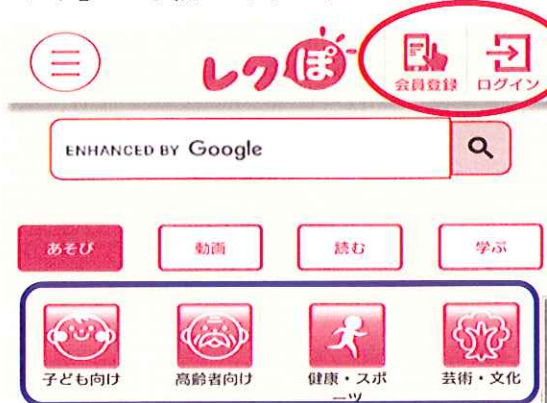 レクぽ
会員登録 ログイン
ENHANCED BY Google
あそび 動画 読む 学ぶ
子ども向け 高齢者向け 健康・スポーツ 芸術・文化